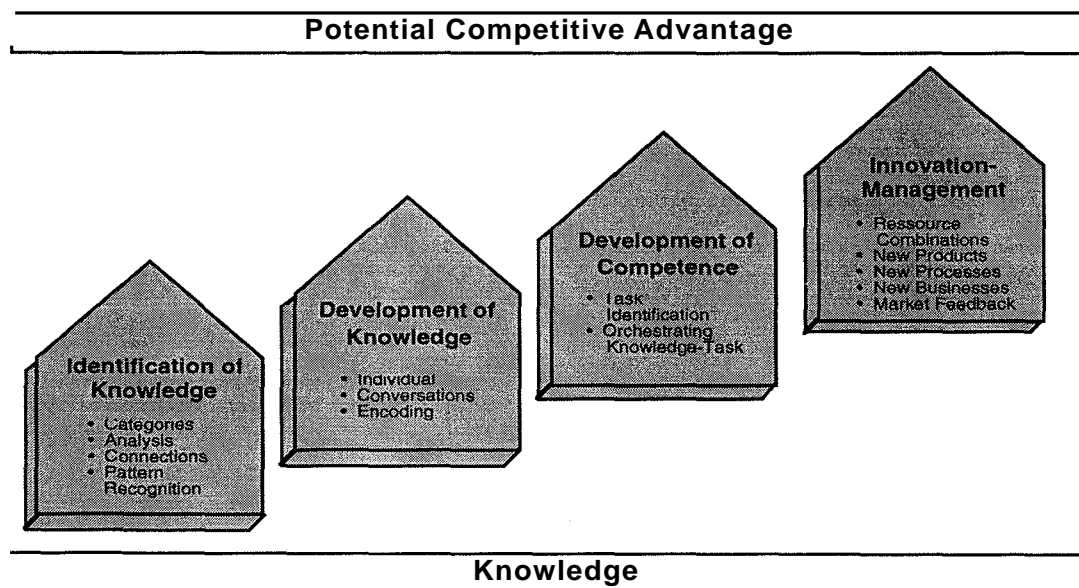 Potential Competitive Advantage
Innovation-
Management
• Ressource
Combinations
• New Products
• New Processes
• New Businesses
• Market Feedback
Development of
Competence
• Task
Identification
• Orchestrating
Knowledge-Task
Development of
Knowledge
• Individual
• Conversations
• Encoding
Identification of
Knowledge
• Categories
• Analysis
• Connections
• Pattern
Recognition
Knowledge